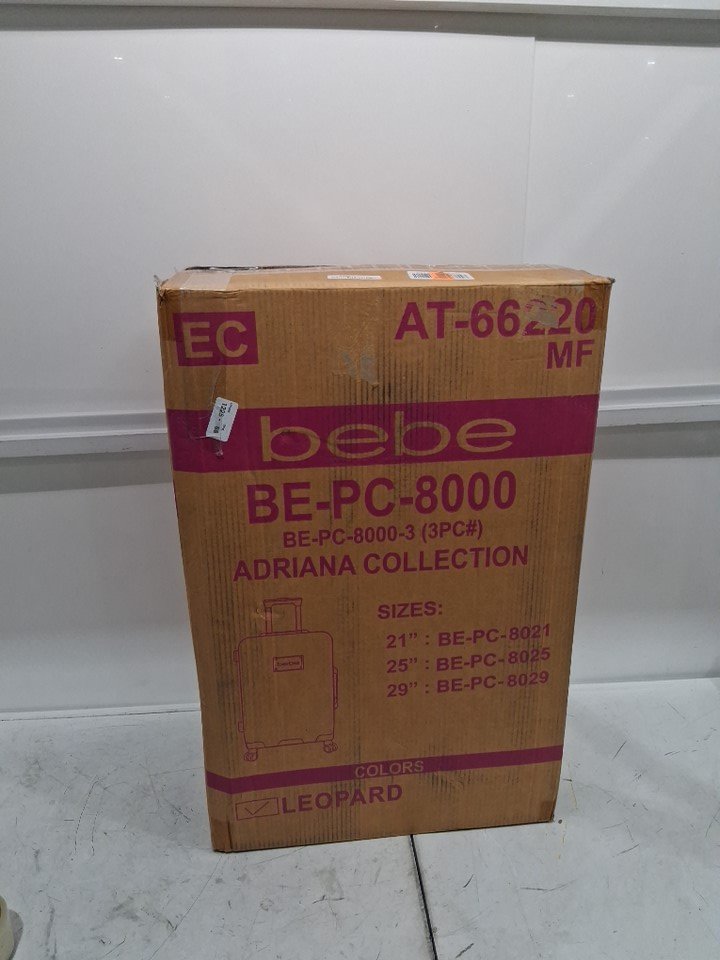 EC
AT-66220
MF
bebe
BE-PC-8000
BE-PC-8000-3 (3PC#)
ADRIANA COLLECTION
SIZES:
21” : BE-PC-8021
25” : BE-PC-8025
29” : BE-PC-8029
bebe
COLORS
LEOPARD